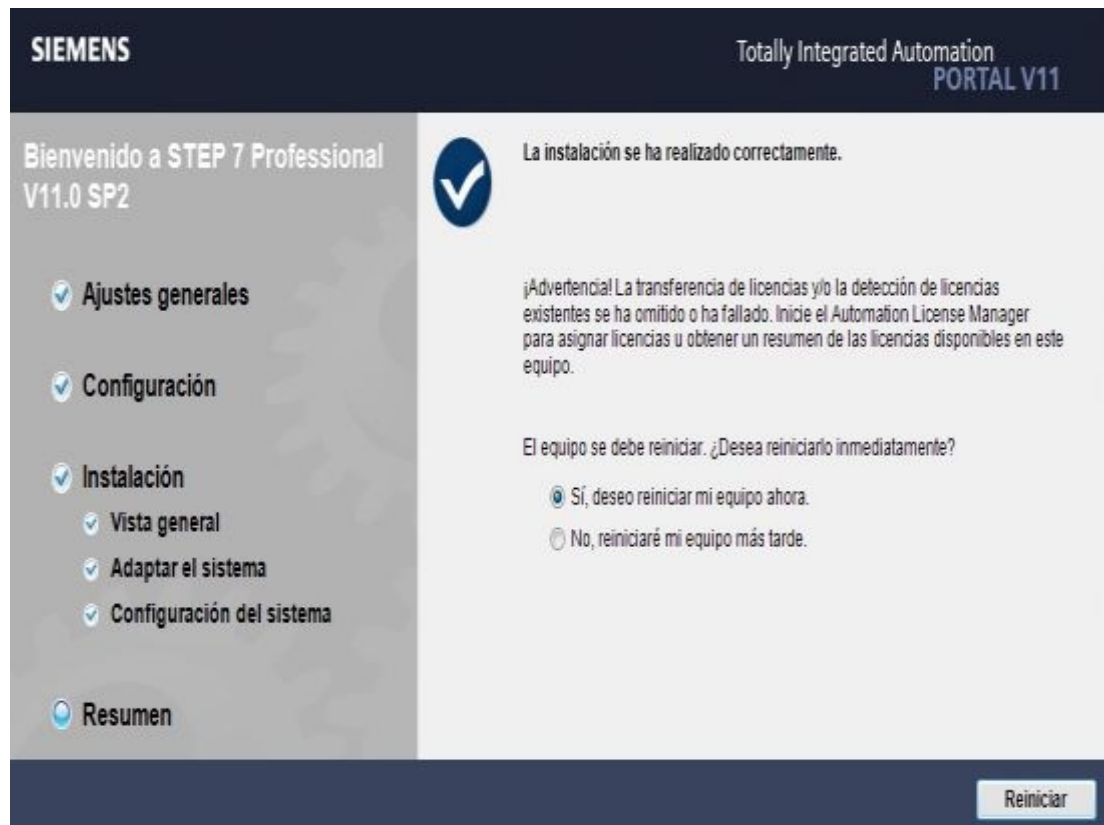 SIEMENS
Totally Integrated Automation
PORTAL V11
Bienvenido a STEP 7 Professional
V11.0 SP2
Ajustes generales
Configuración
Instalación
Vista general
Adaptar el sistema
Configuración del sistema
Resumen
La instalación se ha realizado correctamente.
¡Advertencia! La transferencia de licencias y/o la detección de licencias
existentes se ha omitido o ha fallado. Inicie el Automation License Manager
para asignar licencias u obtener un resumen de las licencias disponibles en este
equipo.
El equipo se debe reiniciar. ¿Desea reiniciarlo inmediatamente?
Sí, deseo reiniciar mi equipo ahora.
No, reiniciaré mi equipo más tarde.
Reiniciar